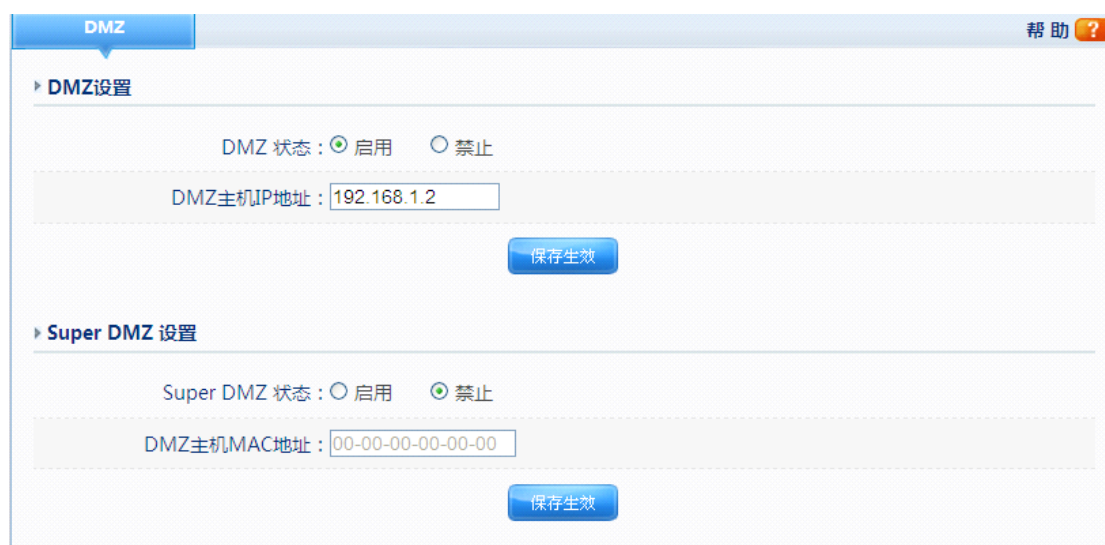 DMZ
帮 助 ?
DMZ设置
DMZ 状态：启用 禁止
DMZ主机IP地址：192.168.1.2
保存生效
Super DMZ 设置
Super DMZ 状态：启用 禁止
DMZ主机MAC地址：00-00-00-00-00-00
保存生效